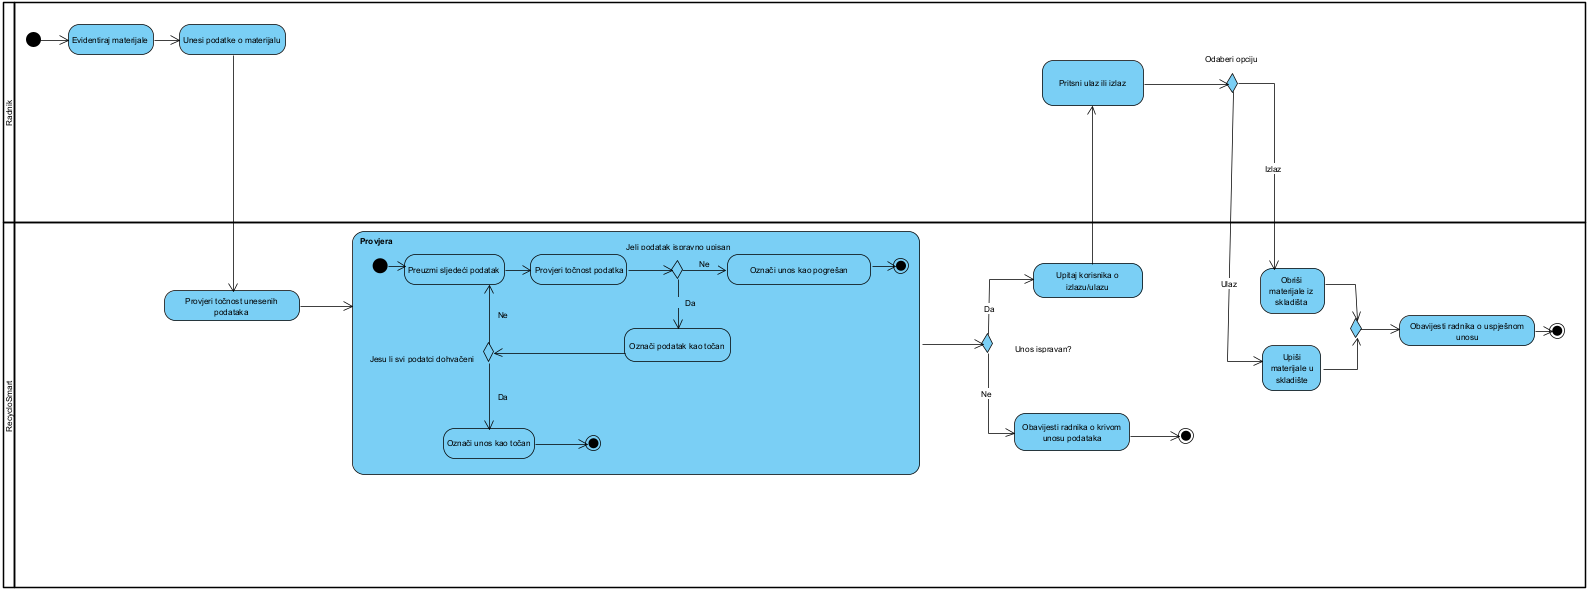 Radnik
Evidentiraj materijale
Unesi podatke o materijalu
Odaberi opciju
Pritsni ulaz ili izlaz
Izlaz
RecycloSmart
Provjeri točnost unesenih
podataka
Provjera
Jeli podatak ispravno upisan
Preuzmi sljedeći podatak
Provjeri točnost podatka
Ne
Označi unos kao pogrešan
Da
Ne
Označi podatak kao točan
Jesu li svi podatci dohvaćeni
Da
Označi unos kao točan
Upitaj korisnika o
izlazu/ulazu
Da
Unos ispravan?
Ne
Obavijesti radnika o krivom
unosu podataka
Ulaz
Obriši
materijale iz
skladišta
Upiši
materijale u
skladište
Obavijesti radnika o uspješnom
unosu